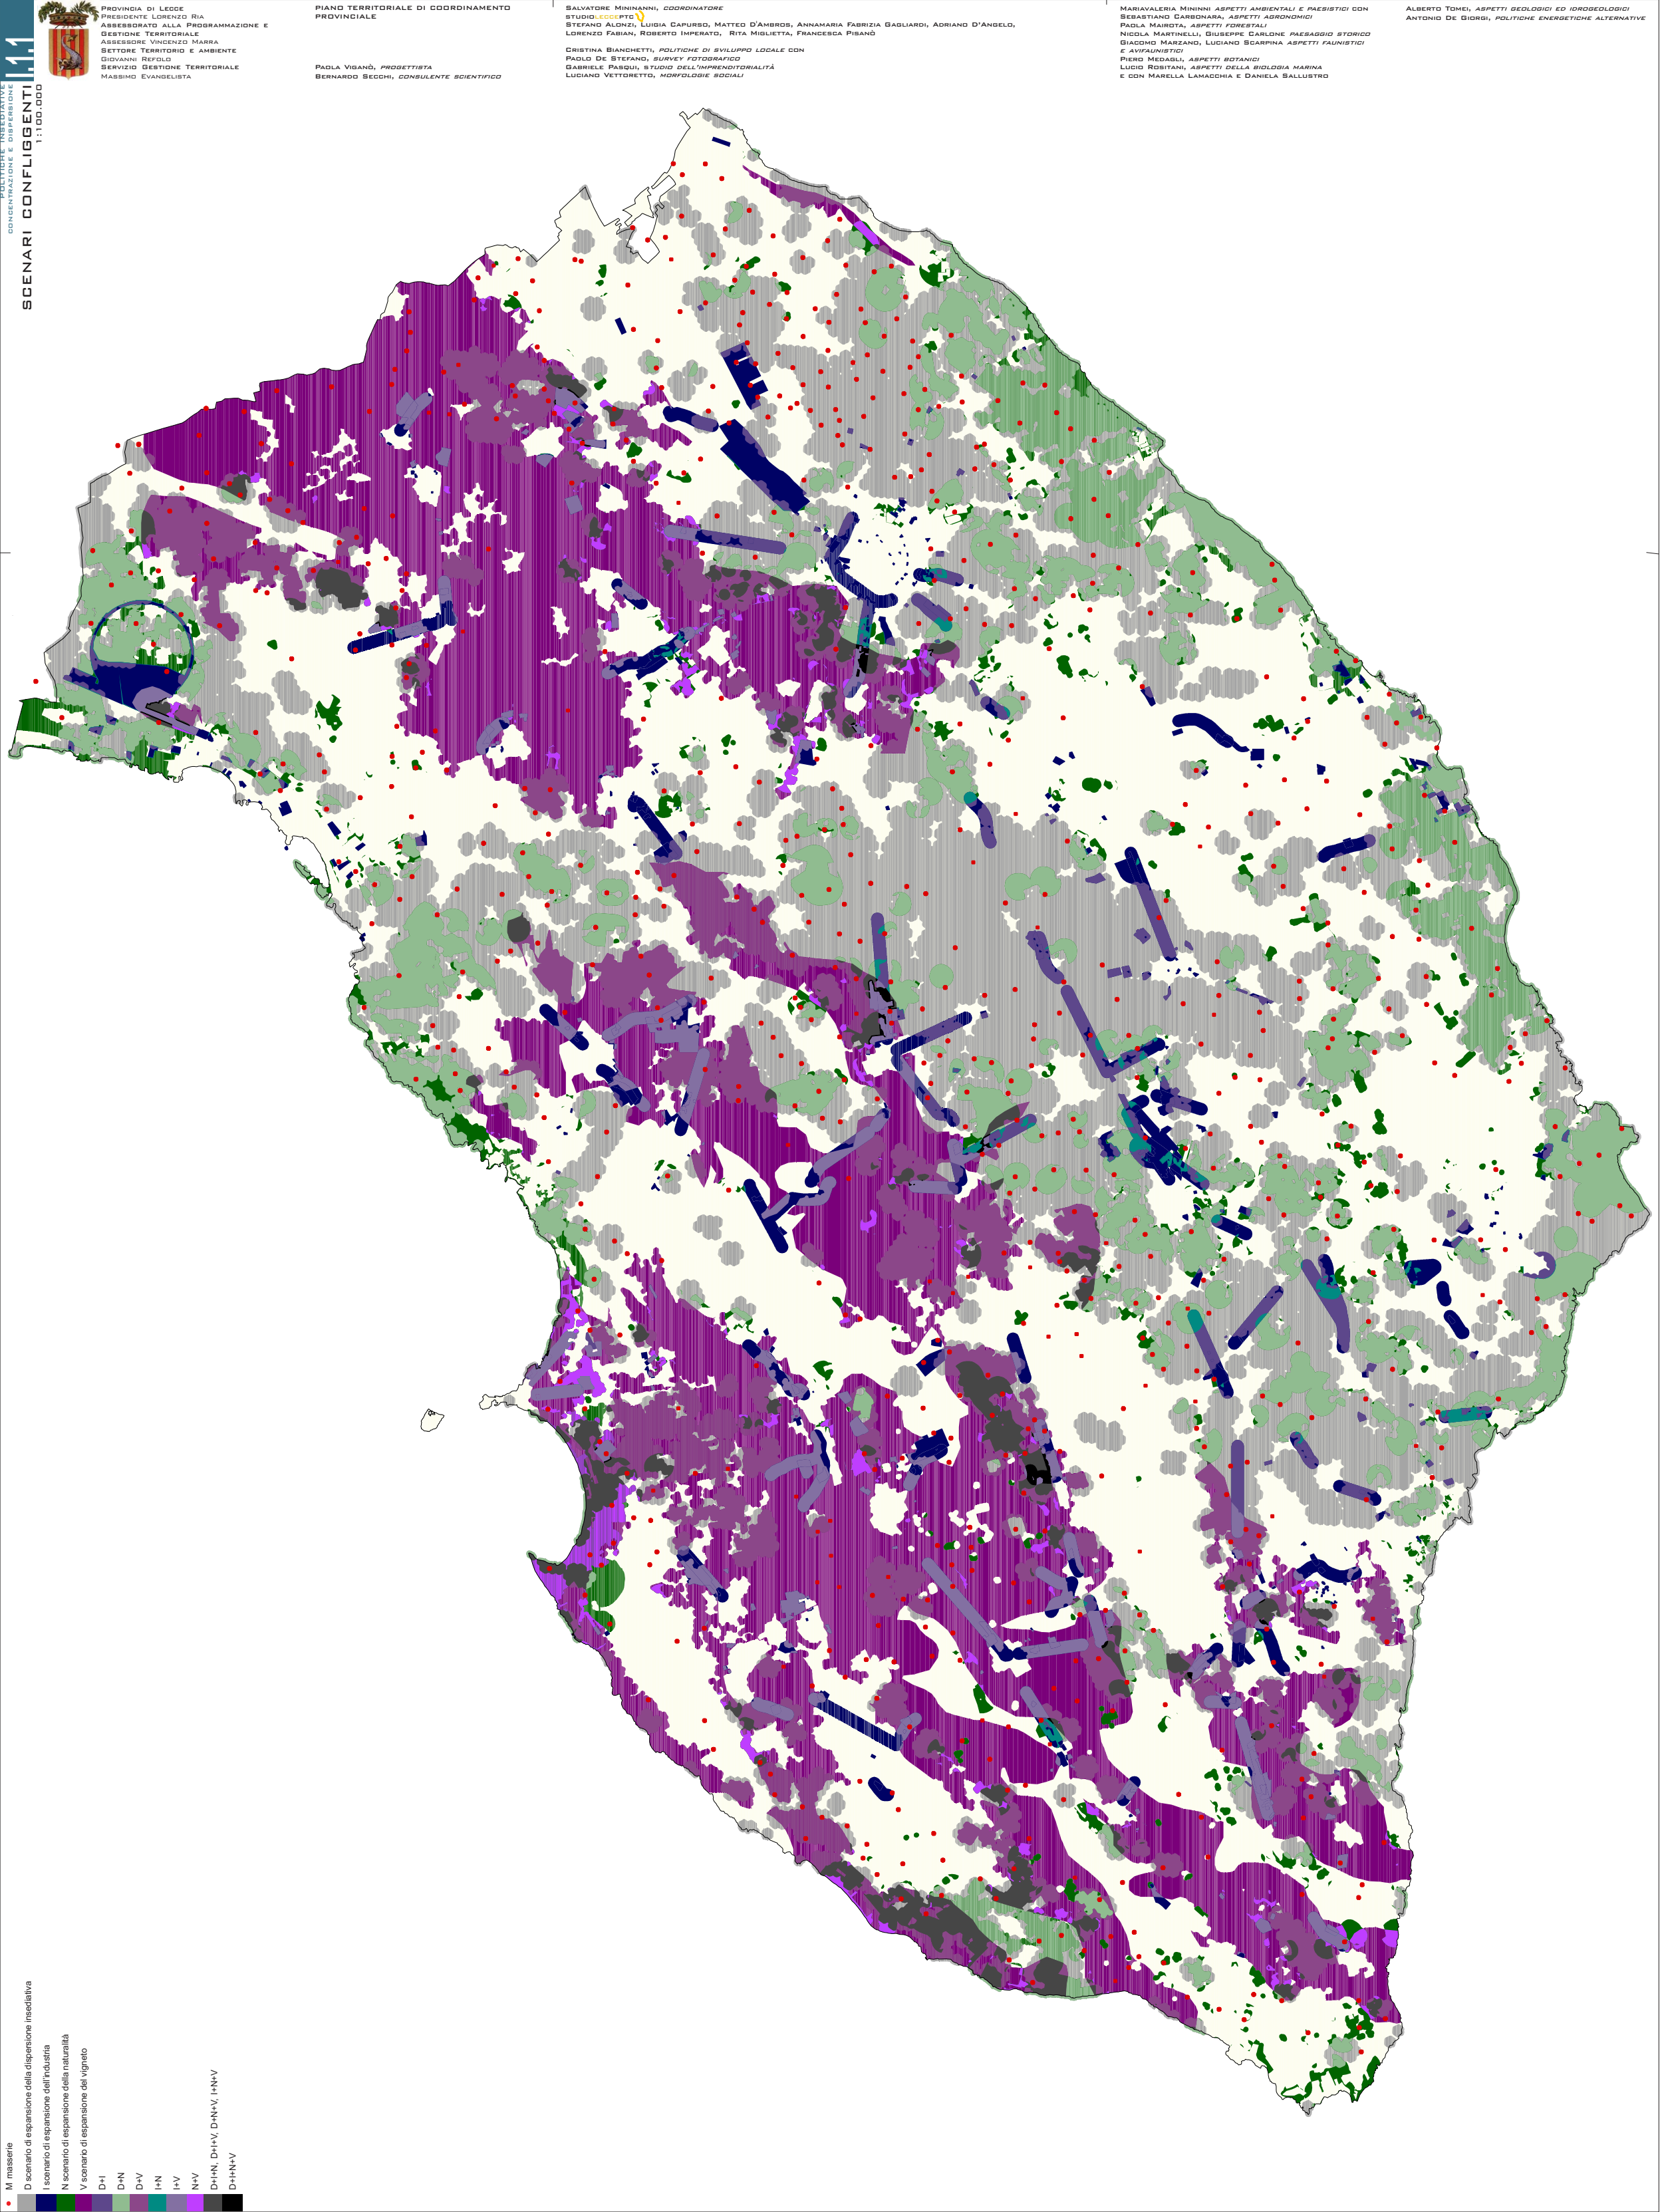 I.1.1
POLITICHE INSEDIATIVE
CONCENTRAZIONE E DISPERSIONE
SCENARI CONFLIGGENTI
1:100.000
Provincia di Lecce
Presidente Lorenzo Ria
Assessorato alla Programmazione e
Gestione Territoriale
Assessore Vincenzo Marra
Settore Territorio e ambiente
Giovanni Refolo
Servizio Gestione Territoriale
Massimo Evangelista
PIANO TERRITORIALE DI COORDINAMENTO
PROVINCIALE
Paola Viganò, progettista
Bernardo Secchi, consulente scientifico
Salvatore Mininanni, coordinatore
studioLECCEPTC
Stefano Alonzi, Luigia Capurso, Matteo D'Ambros, Annamaria Fabrizia Gagliardi, Adriano D'Angelo,
Lorenzo Fabian, Roberto Imperato, Rita Miglietta, Francesca Pisanò
Cristina Bianchetti, politiche di sviluppo locale con
Paolo De Stefano, survey fotografico
Gabriele Pasqui, studio dell'imprenditorialità
Luciano Vettoretto, morfologie sociali
Mariavaleria Mininni aspetti ambientali e paesistici con
Sebastiano Carbonara, aspetti agronomici
Paola Mairota, aspetti forestali
Nicola Martinelli, Giuseppe Carlone paesaggio storico
Giacomo Marzano, Luciano Scarpina aspetti faunistici
e avifaunistici
Piero Medagli, aspetti botanici
Lucio Rositani, aspetti della biologia marina
e con Marella Lamacchia e Daniela Sallustro
Alberto Tomei, aspetti geologici ed idrogeologici
Antonio De Giorgi, politiche energetiche alternative
M masserie
D scenario di espansione della dispersione insediativa
I scenario di espansione dell'industria
N scenario di espansione della naturalità
V scenario di espansione del vigneto
D+I
D+N
D+V
I+N
I+V
N+V
D+I+N, D+I+V, D+N+V, I+N+V
D+I+N+V